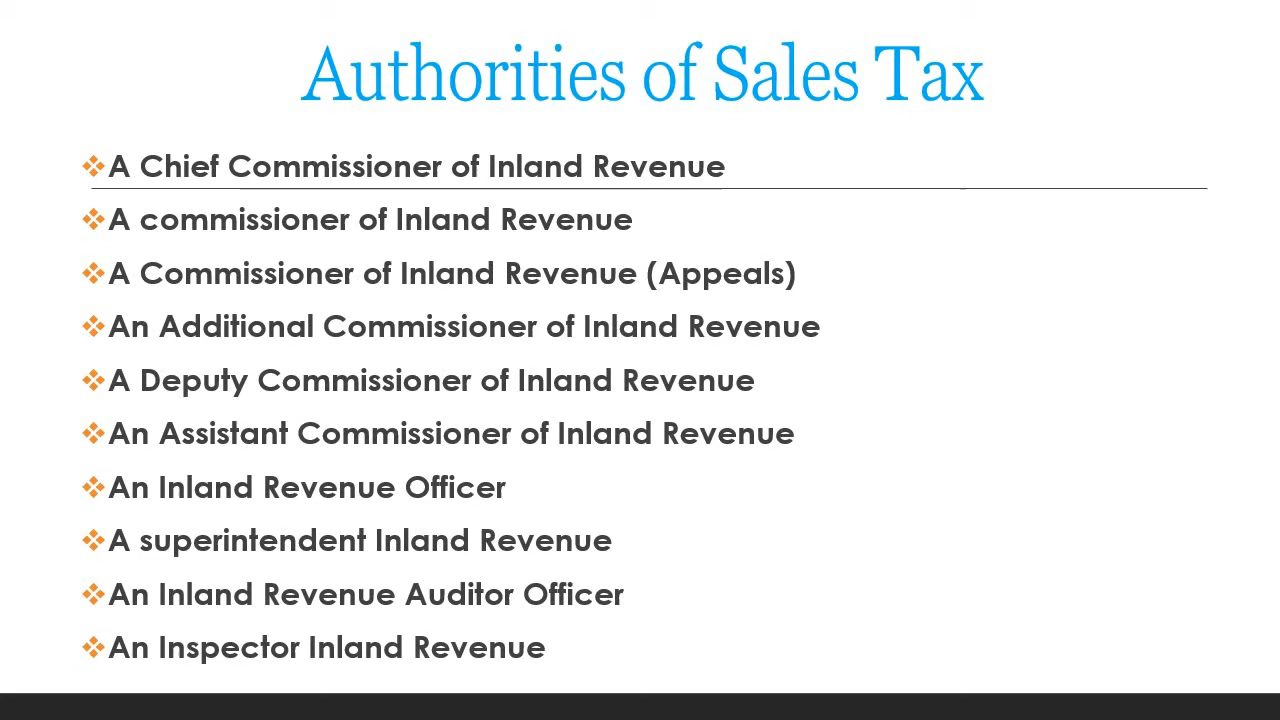 Authorities of Sales Tax
❖A Chief Commissioner of Inland Revenue
❖A commissioner of Inland Revenue
❖A Commissioner of Inland Revenue (Appeals)
❖An Additional Commissioner of Inland Revenue
❖A Deputy Commissioner of Inland Revenue
❖An Assistant Commissioner of Inland Revenue
❖An Inland Revenue Officer
❖A superintendent Inland Revenue
❖An Inland Revenue Auditor Officer
❖An Inspector Inland Revenue